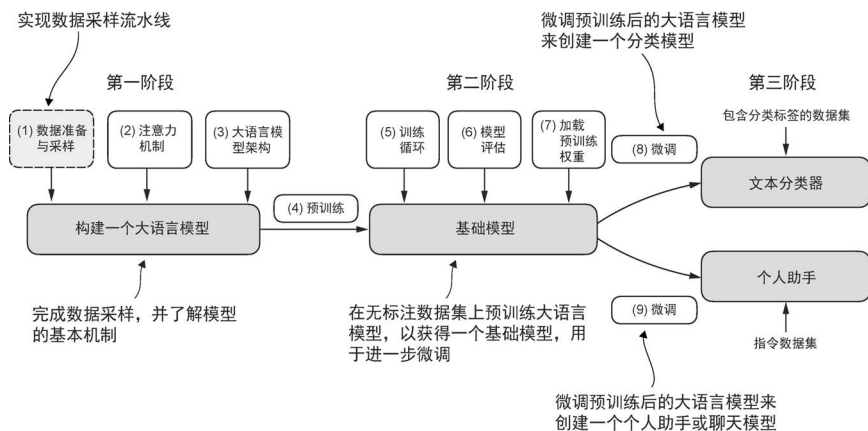 实现数据采样流水线
微调预训练后的大语言模型
来创建一个分类模型
第一阶段
第二阶段
第三阶段
(1) 数据准备
与采样
(2) 注意力
机制
(3) 大语言模
型架构
(5) 训练
循环
(6) 模型
评估
(7) 加载
预训练
权重
(8) 微调
包含分类标签的数据集
文本分类器
构建一个大语言模型
(4) 预训练
基础模型
个人助手
完成数据采样，并了解模型
的基本机制
在无标注数据集上预训练大语言
模型，以获得一个基础模型，用
于进一步微调
(9) 微调
指令数据集
微调预训练后的大语言模型来
创建一个个人助手或聊天模型